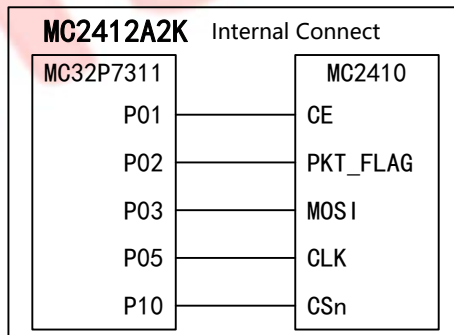 MC2412A2K Internal Connect
MC32P7311 MC2410
P01 CE
P02 PKT_FLAG
P03 MOSI
P05 CLK
P10 CSn